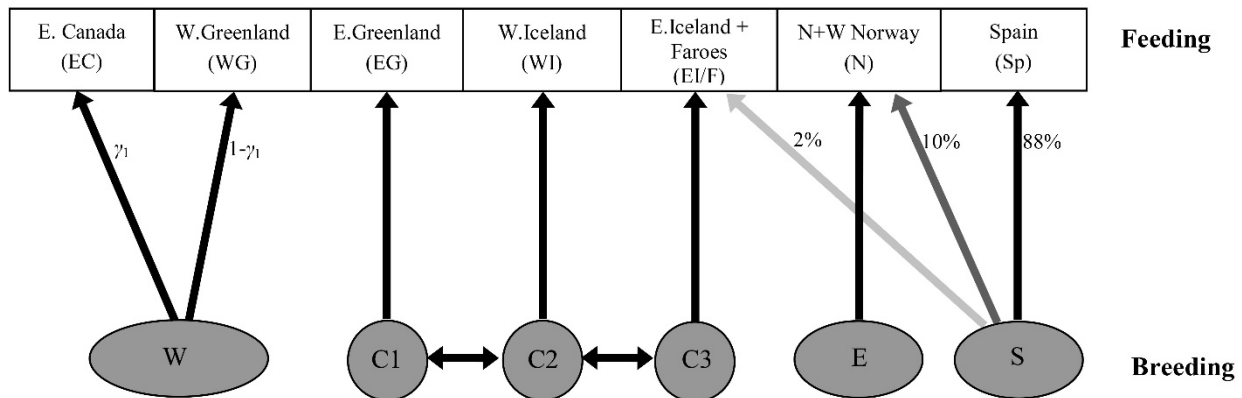 E. Canada
(EC)
W.Greenland
(WG)
E.Greenland
(EG)
W.Iceland
(WI)
E.Iceland +
Faroes
(EI/F)
N+W Norway
(N)
Spain
(Sp)
Feeding
γ1
1-γ1
2%
10%
88%
W
C1
C2
C3
E
S
Breeding